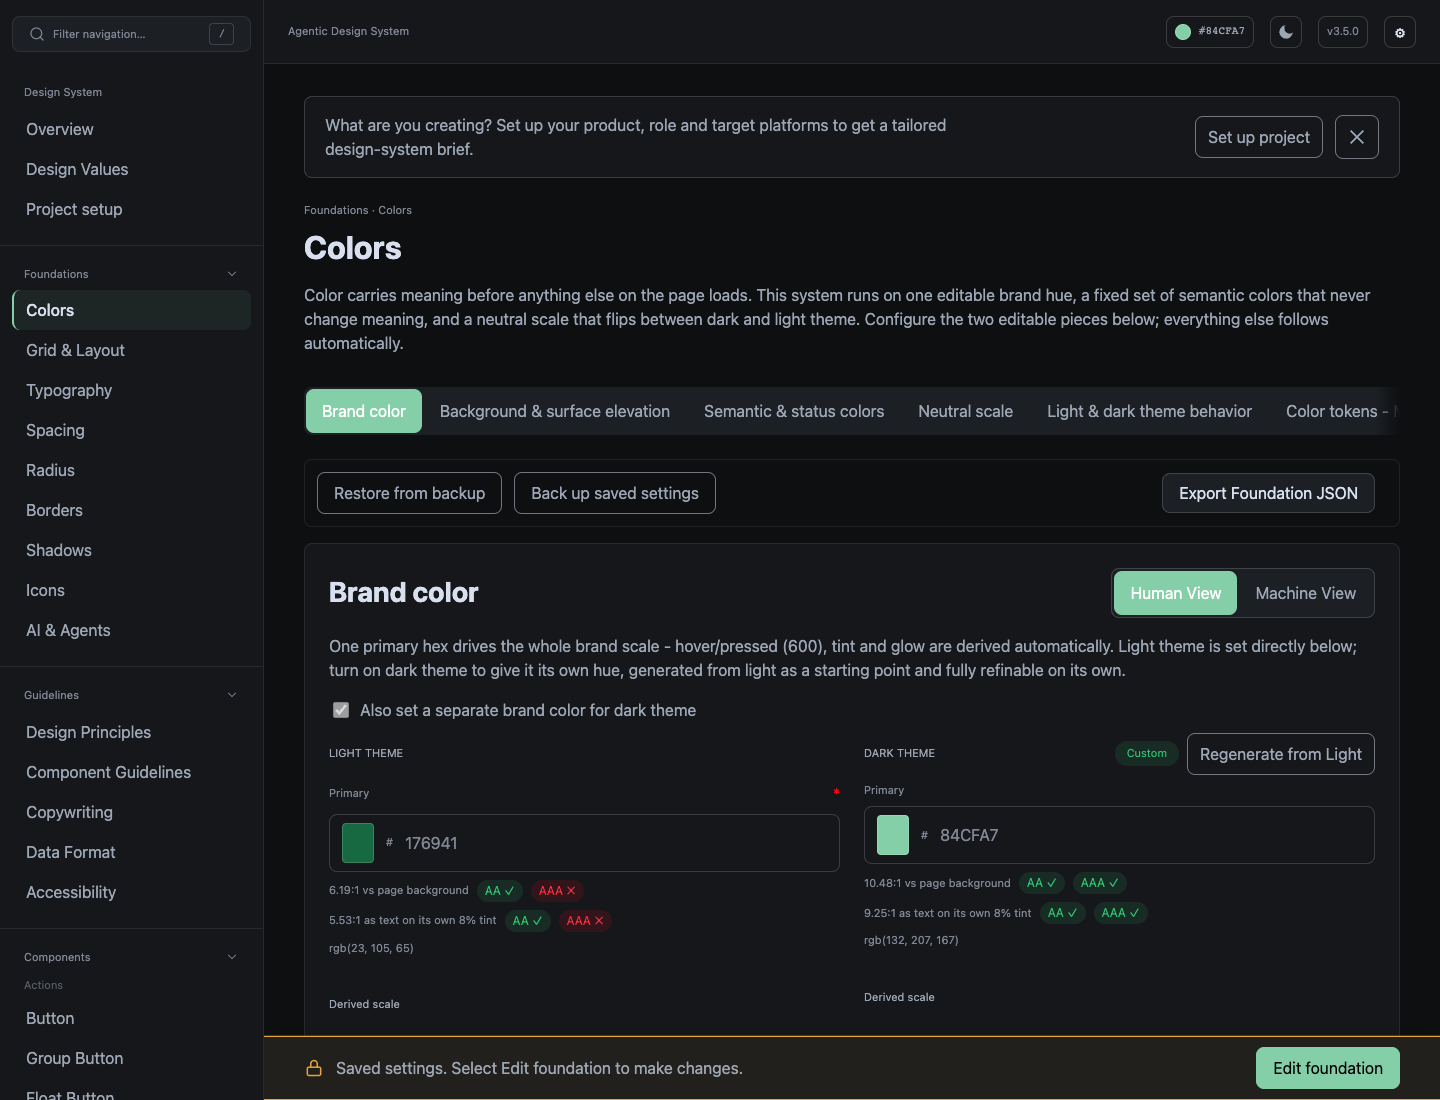 Filter navigation...
/
Design System
Overview
Design Values
Project setup
Foundations
Colors
Grid & Layout
Typography
Spacing
Radius
Borders
Shadows
Icons
AI & Agents
Guidelines
Design Principles
Component Guidelines
Copywriting
Data Format
Accessibility
Components
Actions
Button
Group Button
Float Button
Agentic Design System
#84CFA7
v3.5.0
What are you creating? Set up your product, role and target platforms to get a tailored
design-system brief.
Set up project
Foundations · Colors
Colors
Color carries meaning before anything else on the page loads. This system runs on one editable brand hue, a fixed set of semantic colors that never
change meaning, and a neutral scale that flips between dark and light theme. Configure the two editable pieces below; everything else follows
automatically.
Brand color
Background & surface elevation
Semantic & status colors
Neutral scale
Light & dark theme behavior
Color tokens -
Restore from backup
Back up saved settings
Export Foundation JSON
Brand color
Human View
Machine View
One primary hex drives the whole brand scale - hover/pressed (600), tint and glow are derived automatically. Light theme is set directly below;
turn on dark theme to give it its own hue, generated from light as a starting point and fully refinable on its own.
Also set a separate brand color for dark theme
LIGHT THEME
Primary *
# 176941
6.19:1 vs page background AA ✓ AAA ✕
5.53:1 as text on its own 8% tint AA ✓ AAA ✕
rgb(23, 105, 65)
Derived scale
DARK THEME
Custom
Regenerate from Light
Primary
# 84CFA7
10.48:1 vs page background AA ✓ AAA ✓
9.25:1 as text on its own 8% tint AA ✓ AAA ✓
rgb(132, 207, 167)
Derived scale
Saved settings. Select Edit foundation to make changes.
Edit foundation